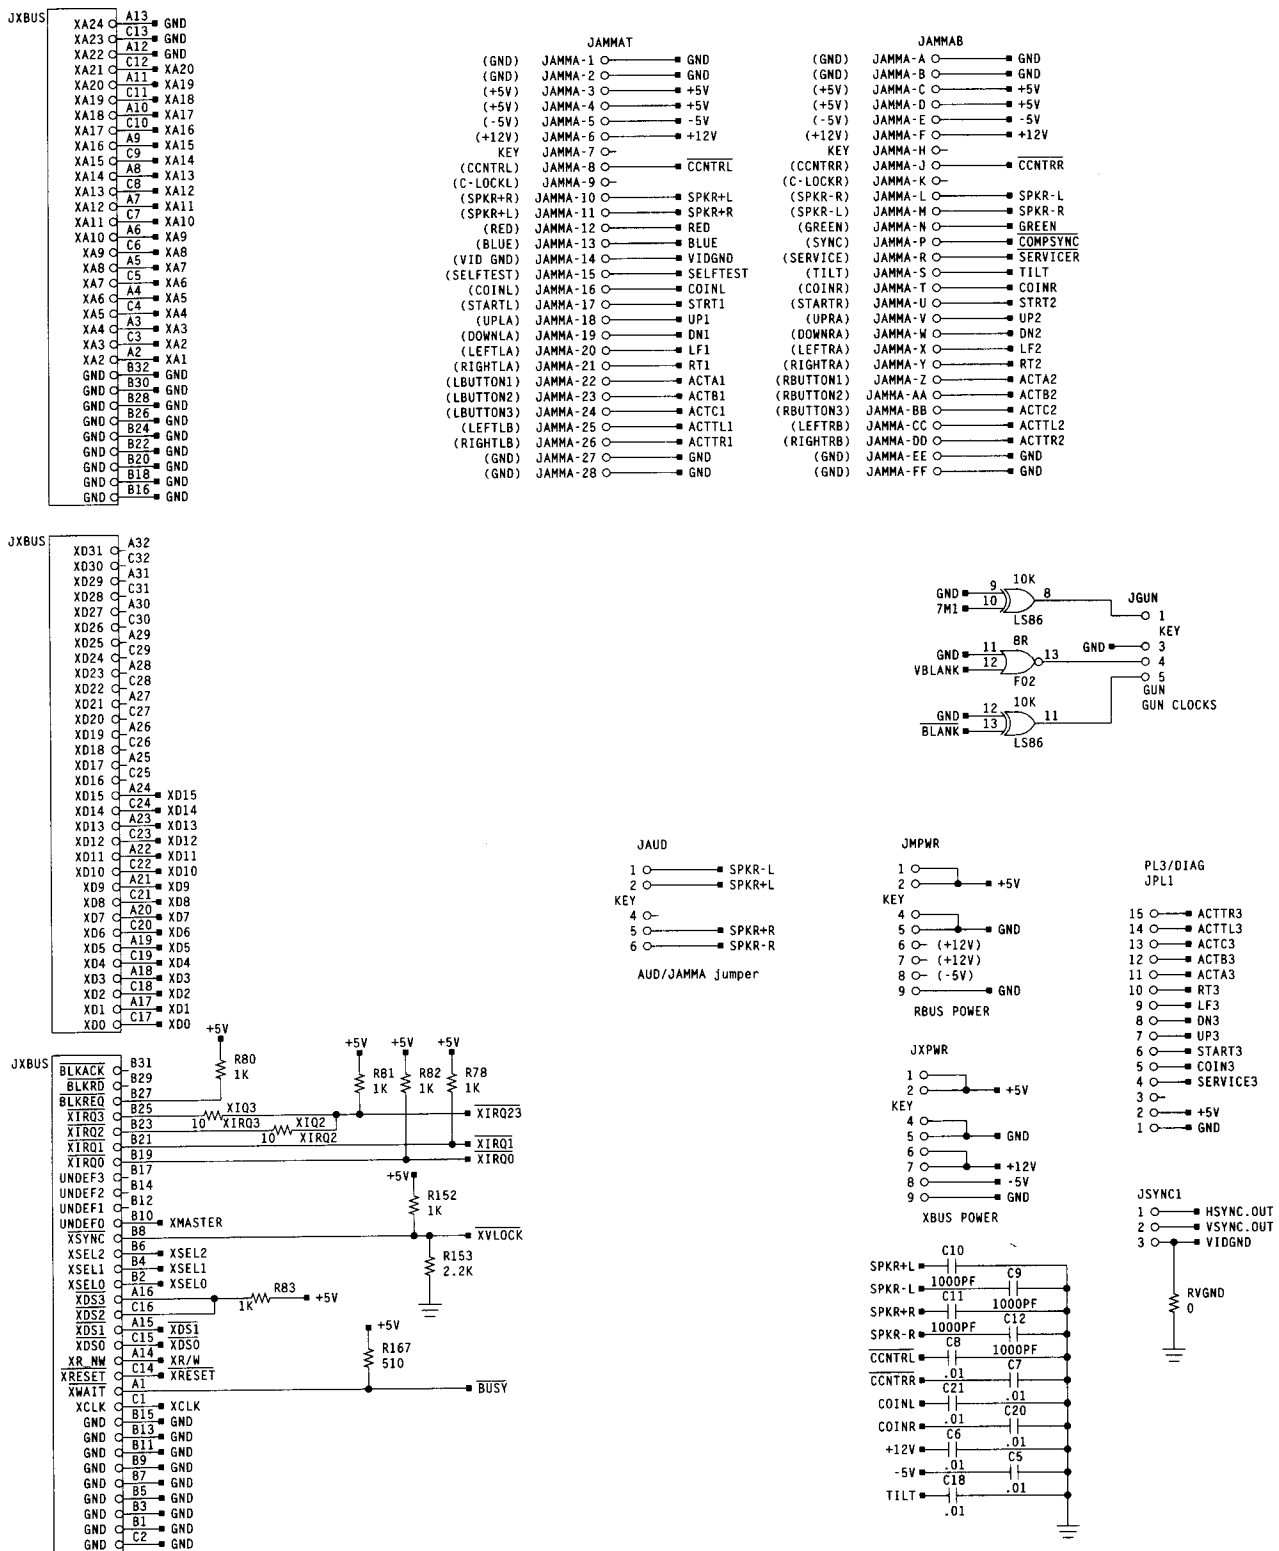 JXBUS
XA24 A13 GND
XA23 C13 GND
XA22 A12 GND
XA21 C12 XA20
XA20 A11 XA19
XA19 C11 XA18
XA18 A10 XA17
XA17 C10 XA16
XA16 A9 XA15
XA15 C9 XA14
XA14 A8 XA13
XA13 C8 XA12
XA12 A7 XA11
XA11 C7 XA10
XA10 A6 XA9
XA9 C6 XA8
XA8 A5 XA7
XA7 C5 XA6
XA6 A4 XA5
XA5 C4 XA4
XA4 A3 XA3
XA3 C3 XA2
XA2 A2 XA1
GND B32 GND
GND B30 GND
GND B28 GND
GND B26 GND
GND B24 GND
GND B22 GND
GND B20 GND
GND B18 GND
GND B16 GND
JAMMAT
(GND) JAMMA-1 GND
(GND) JAMMA-2 GND
(+5V) JAMMA-3 +5V
(+5V) JAMMA-4 +5V
(-5V) JAMMA-5 -5V
(+12V) JAMMA-6 +12V
KEY JAMMA-7
(CCNTRL) JAMMA-8 CCNTRL
(C-LOCKL) JAMMA-9
(SPKR+R) JAMMA-10 SPKR+L
(SPKR+L) JAMMA-11 SPKR+R
(RED) JAMMA-12 RED
(BLUE) JAMMA-13 BLUE
(VID GND) JAMMA-14 VIDGND
(SELFTEST) JAMMA-15 SELFTEST
(COINL) JAMMA-16 COINL
(STARTL) JAMMA-17 STRT1
(UPLA) JAMMA-18 UP1
(DOWNLA) JAMMA-19 DN1
(LEFTLA) JAMMA-20 LF1
(RIGHTLA) JAMMA-21 RT1
(LBUTTON1) JAMMA-22 ACTA1
(LBUTTON2) JAMMA-23 ACTB1
(LBUTTON3) JAMMA-24 ACTC1
(LEFTLB) JAMMA-25 ACTTL1
(RIGHTLB) JAMMA-26 ACTTR1
(GND) JAMMA-27 GND
(GND) JAMMA-28 GND
JAMMAB
(GND) JAMMA-A GND
(GND) JAMMA-B GND
(+5V) JAMMA-C +5V
(+5V) JAMMA-D +5V
(-5V) JAMMA-E -5V
(+12V) JAMMA-F +12V
KEY JAMMA-H
(CCNTRR) JAMMA-J CCNTRR
(C-LOCKR) JAMMA-K
(SPKR-R) JAMMA-L SPKR-L
(SPKR-L) JAMMA-M SPKR-R
(GREEN) JAMMA-N GREEN
(SYNC) JAMMA-P COMPSYNC
(SERVICE) JAMMA-R SERVICER
(TILT) JAMMA-S TILT
(COINR) JAMMA-T COINR
(STARTR) JAMMA-U STRT2
(UPRA) JAMMA-V UP2
(DOWNRA) JAMMA-W DN2
(LEFTRA) JAMMA-X LF2
(RIGHTRA) JAMMA-Y RT2
(RBUTTON1) JAMMA-Z ACTA2
(RBUTTON2) JAMMA-AA ACTB2
(RBUTTON3) JAMMA-BB ACTC2
(LEFTRB) JAMMA-CC ACTTL2
(RIGHTRB) JAMMA-DD ACTTR2
(GND) JAMMA-EE GND
(GND) JAMMA-FF GND
JXBUS
XD31 A32
XD30 C32
XD29 A31
XD28 C31
XD27 A30
XD26 C30
XD25 A29
XD24 C29
XD23 A28
XD22 C28
XD21 A27
XD20 C27
XD19 A26
XD18 C26
XD17 A25
XD16 C25
XD15 A24 XD15
XD14 C24 XD14
XD13 A23 XD13
XD12 C23 XD12
XD11 A22 XD11
XD10 C22 XD10
XD9 A21 XD9
XD8 C21 XD8
XD7 A20 XD7
XD6 C20 XD6
XD5 A19 XD5
XD4 C19 XD4
XD3 A18 XD3
XD2 C18 XD2
XD1 A17 XD1
XD0 C17 XD0
GND 9 10K 8
7M1 10 LS86
GND 11 8R 13
VBLANK 12 F02
GND 12 10K 11
BLANK 13 LS86
JGUN
1
KEY
GND 3
4
5
GUN
GUN CLOCKS
JAUD
1 SPKR-L
2 SPKR+L
KEY
4
5 SPKR+R
6 SPKR-R
AUD/JAMMA jumper
JMPWR
1
2 +5V
KEY
4
5 GND
6 (+12V)
7 (+12V)
8 (-5V)
9 GND
RBUS POWER
PL3/DIAG
JPL1
15 ACTTR3
14 ACTTL3
13 ACTC3
12 ACTB3
11 ACTA3
10 RT3
9 LF3
8 DN3
7 UP3
6 START3
5 COIN3
4 SERVICE3
3
2 +5V
1 GND
JXBUS
BLKACK B31
BLKRD B29
BLKREQ B27
XIRQ3 B25
XIRQ2 B23
XIRQ1 B21
XIRQ0 B19
UNDEF3 B17
UNDEF2 B14
UNDEF1 B12
UNDEF0 B10 XMASTER
XSYNC B8
XSEL2 B6 XSEL2
XSEL1 B4 XSEL1
XSEL0 B2 XSEL0
XDS3 A16
XDS2 C16
XDS1 A15 XDS1
XDS0 C15 XDS0
XR_NW A14 XR/W
XRESET C14 XRESET
XWAIT A1
XCLK C1 XCLK
GND B15 GND
GND B13 GND
GND B11 GND
GND B9 GND
GND B7 GND
GND B5 GND
GND B3 GND
GND B1 GND
GND C2 GND
+5V
R80
1K
+5V +5V +5V
R81 R82 R78
1K 1K 1K
XIQ3
10 XIRQ3
XIQ2
10 XIRQ2
XIRQ23
XIRQ1
XIRQ0
+5V
R152
1K
XVLOCK
R153
2.2K
R83
1K
+5V
+5V
R167
510
BUSY
JXPWR
1
2 +5V
KEY
4
5 GND
6
7 +12V
8 -5V
9 GND
XBUS POWER
JSYNC1
1 HSYNC.OUT
2 VSYNC.OUT
3 VIDGND
RVGND
0
SPKR+L C10 1000PF
SPKR-L C9 1000PF
SPKR+R C11 1000PF
SPKR-R C12 1000PF
CCNTRL C8 .01
CCNTRR C7 .01
COINL C21 .01
COINR C20 .01
+12V C6 .01
-5V C5 .01
TILT C18 .01